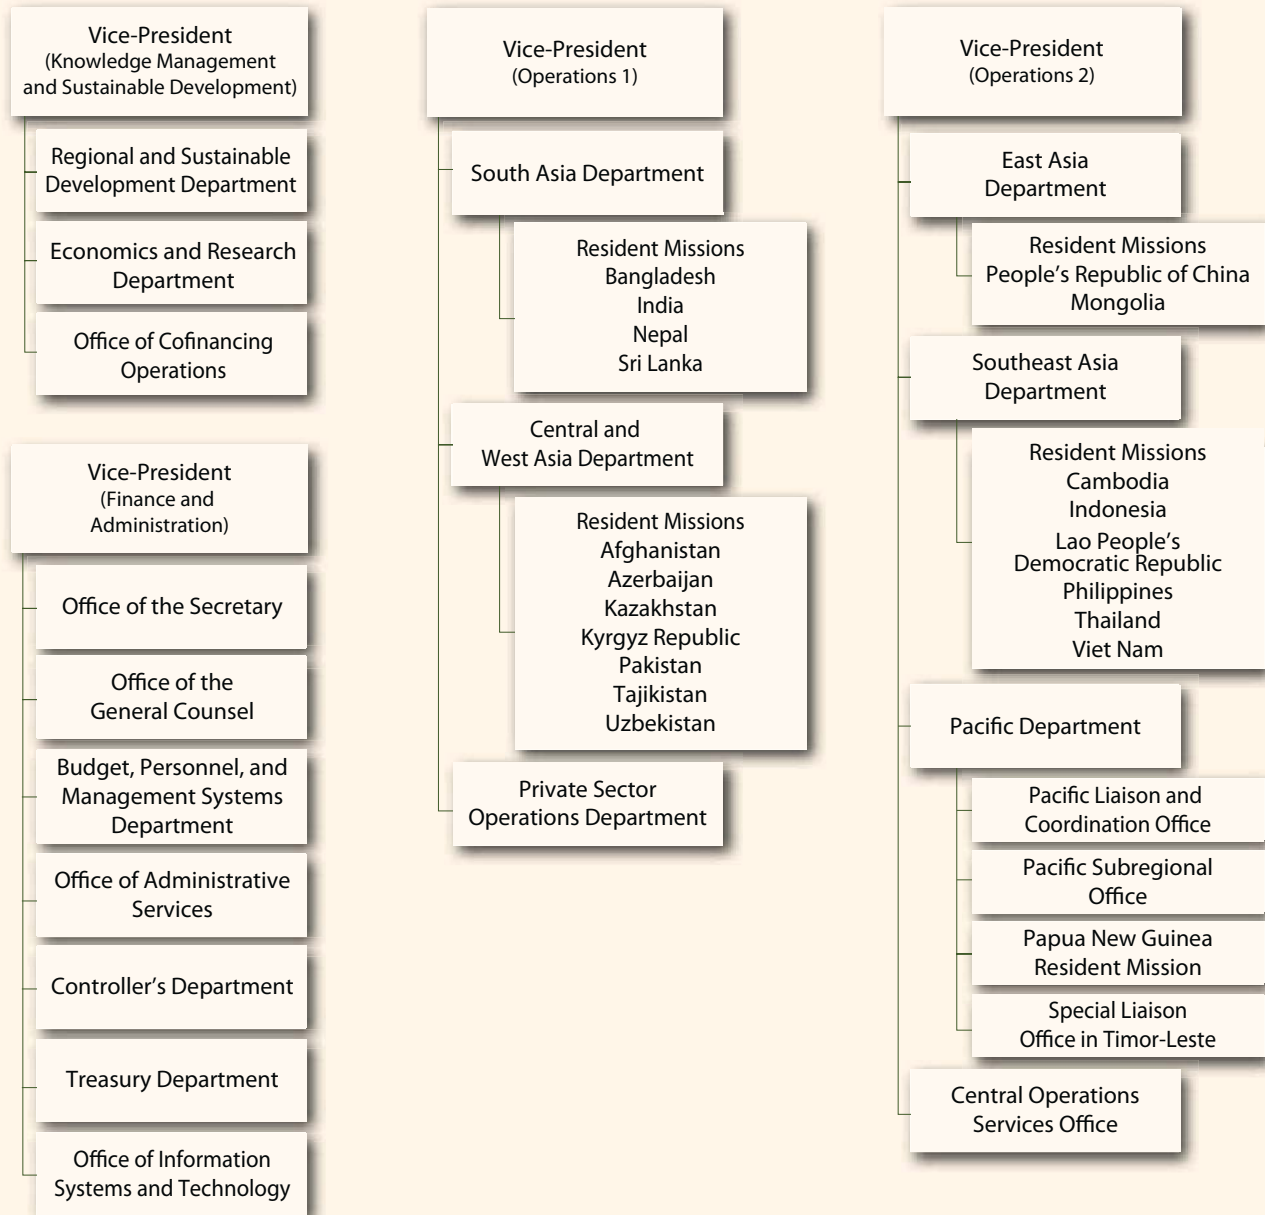 Vice-President
(Knowledge Management
and Sustainable Development)
Regional and Sustainable
Development Department
Economics and Research
Department
Office of Cofinancing
Operations
Vice-President
(Finance and
Administration)
Office of the Secretary
Office of the
General Counsel
Budget, Personnel, and
Management Systems
Department
Office of Administrative
Services
Controller's Department
Treasury Department
Office of Information
Systems and Technology
Vice-President
(Operations 1)
South Asia Department
Resident Missions
Bangladesh
India
Nepal
Sri Lanka
Central and
West Asia Department
Resident Missions
Afghanistan
Azerbaijan
Kazakhstan
Kyrgyz Republic
Pakistan
Tajikistan
Uzbekistan
Private Sector
Operations Department
Vice-President
(Operations 2)
East Asia
Department
Resident Missions
People's Republic of China
Mongolia
Southeast Asia
Department
Resident Missions
Cambodia
Indonesia
Lao People's
Democratic Republic
Philippines
Thailand
Viet Nam
Pacific Department
Pacific Liaison and
Coordination Office
Pacific Subregional
Office
Papua New Guinea
Resident Mission
Special Liaison
Office in Timor-Leste
Central Operations
Services Office